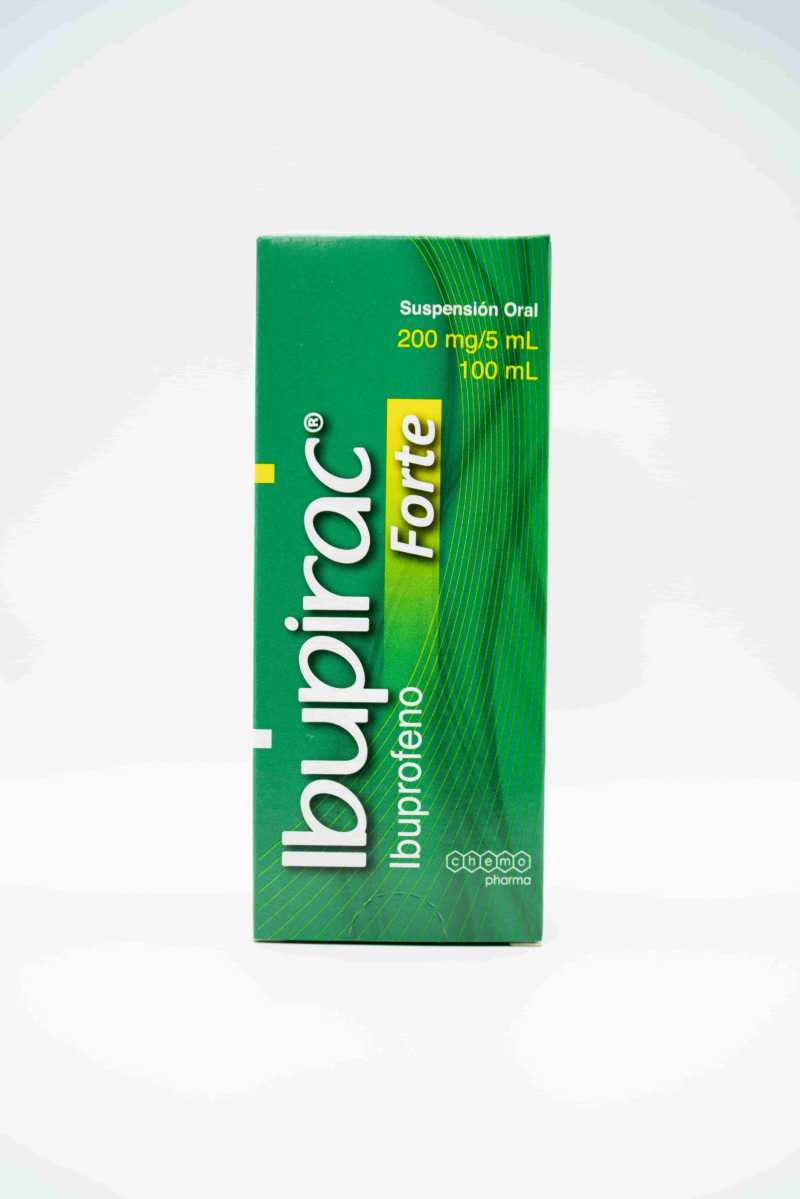 Suspensión Oral
200 mg/5 mL
100 mL
Ibupirac®
Forte
Ibuprofeno
chemo
pharma